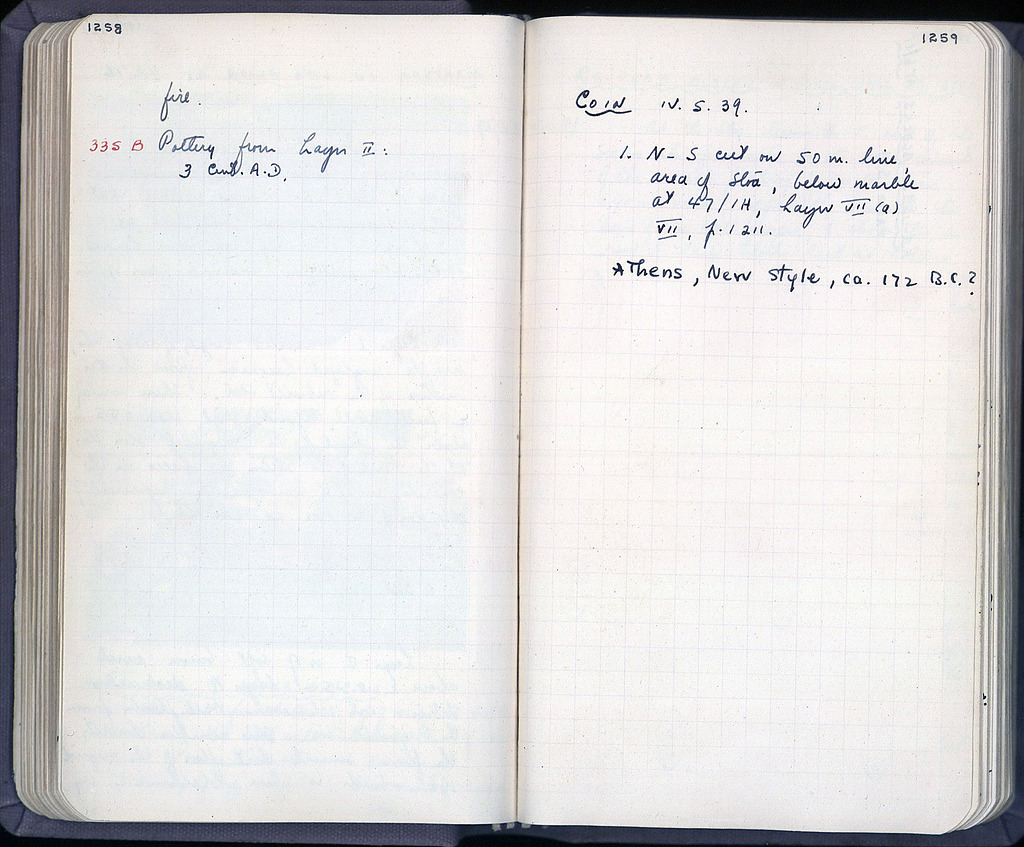 1258
fire.
335 B Pottery from Layer II:
3 Cent. A.D.
1259
COIN IV. 5. 39.
1. N-S cut on 50 m. line,
area of Stoa, below marble
at 47/ΙΗ, Layer VII (a)
VII, p. 1211.
Athens, New Style, ca. 172 B.C.?